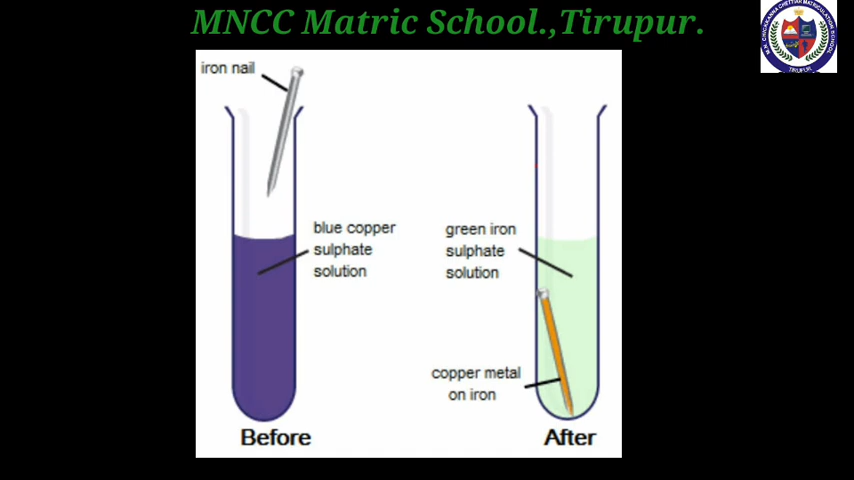 MNCC Matric School.,Tirupur.
iron nail
blue copper
sulphate
solution
green iron
sulphate
solution
copper metal
on iron
Before
After
TIRUPUR